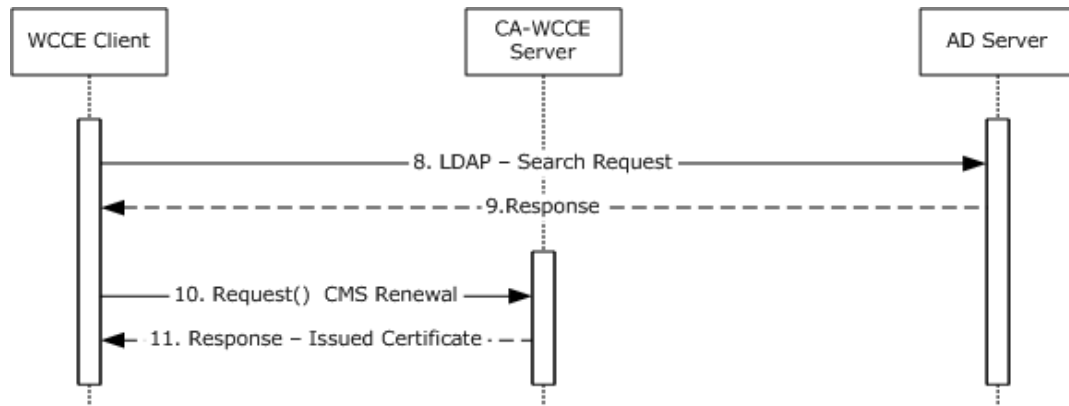 WCCE Client
CA-WCCE
Server
AD Server
8. LDAP – Search Request
9.Response
10. Request()  CMS Renewal
11. Response – Issued Certificate